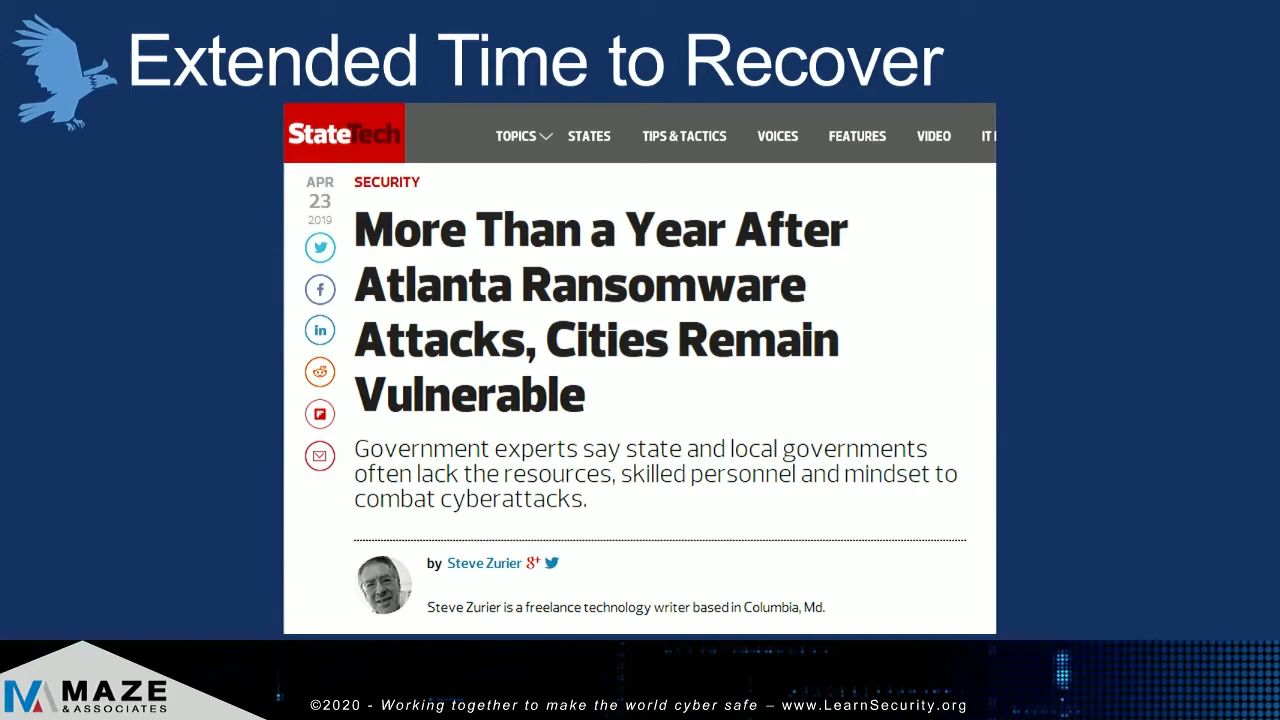 Extended Time to Recover
StateTech
TOPICS STATES TIPS & TACTICS VOICES FEATURES VIDEO IT
APR
23
2019
SECURITY
More Than a Year After
Atlanta Ransomware
Attacks, Cities Remain
Vulnerable
Government experts say state and local governments
often lack the resources, skilled personnel and mindset to
combat cyberattacks.
by Steve Zurier 8+
Steve Zurier is a freelance technology writer based in Columbia, Md.
MAZE
& ASSOCIATES
©2020 - Working together to make the world cyber safe – www.LearnSecurity.org